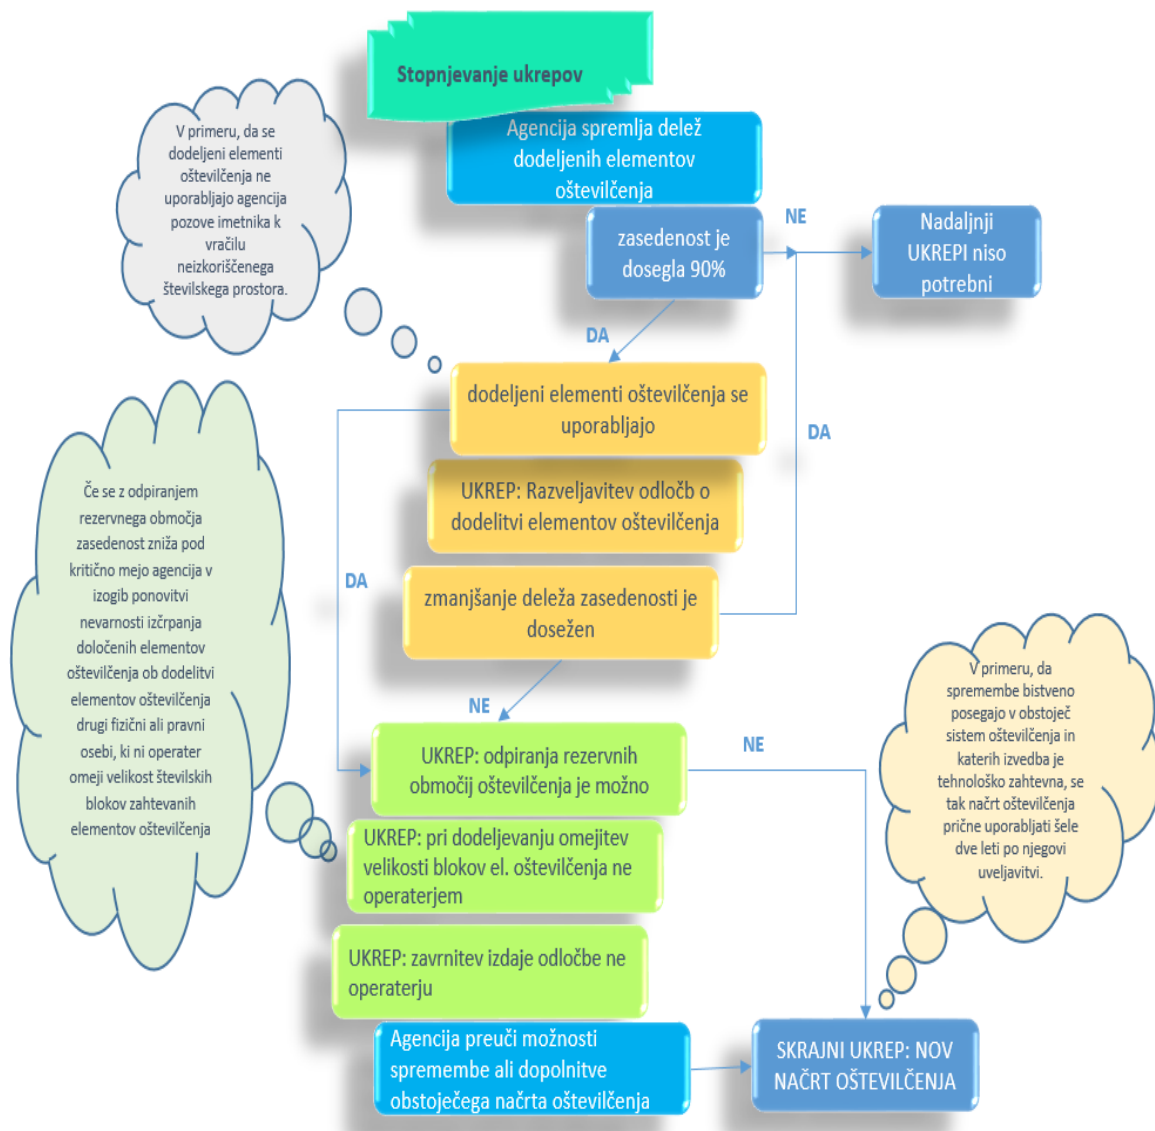 Stopnjevanje ukrepov
Agencija spremlja delež
dodeljenih elementov
oštevilčenja
V primeru, da se
dodeljeni elementi
oštevilčenja ne
uporabljajo agencija
pozove imetnika k
vračilu
neizkoriščenega
številskega prostora.
zasedenost je
dosegla 90%
NE
Nadaljnji
UKREPI niso
potrebni
DA
dodeljeni elementi oštevilčenja se
uporabljajo
DA
UKREP: Razveljavitev odločb o
dodelitvi elementov oštevilčenja
DA
zmanjšanje deleža zasedenosti je
dosežen
Če se z odpiranjem
rezervnega območja
zasedenost zniža pod
kritično mejo agencija v
izogib ponovitvi
nevarnosti izčrpanja
določenih elementov
oštevilčenja ob dodelitvi
elementov oštevilčenja
drugi fizični ali pravni
osebi, ki ni operater
omeji velikost številskih
blokov zahtevanih
elementov oštevilčenja
NE
UKREP: odpiranja rezervnih
območij oštevilčenja je možno
NE
V primeru, da
spremembe bistveno
posegajo v obstoječ
sistem oštevilčenja in
katerih izvedba je
tehnološko zahtevna, se
tak načrt oštevilčenja
prične uporabljati šele
dve leti po njegovi
uveljavitvi.
UKREP: pri dodeljevanju omejitev
velikosti blokov el. oštevilčenja ne
operaterjem
UKREP: zavrnitev izdaje odločbe ne
operaterju
Agencija preuči možnosti
spremembe ali dopolnitve
obstoječega načrta oštevilčenja
SKRAJNI UKREP: NOV
NAČRT OŠTEVILČENJA